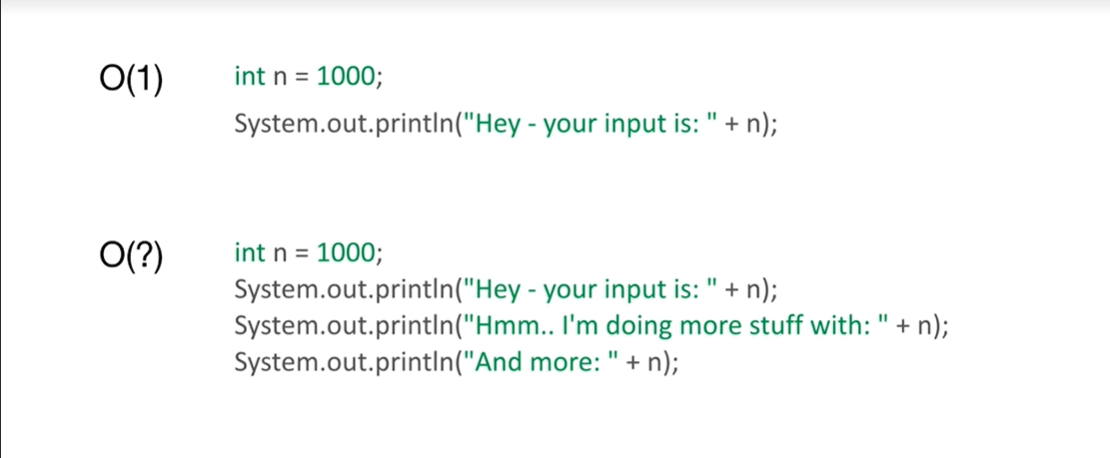 O(1) int n = 1000;
System.out.println("Hey - your input is: " + n);
O(?) int n = 1000;
System.out.println("Hey - your input is: " + n);
System.out.println("Hmm.. I'm doing more stuff with: " + n);
System.out.println("And more: " + n);